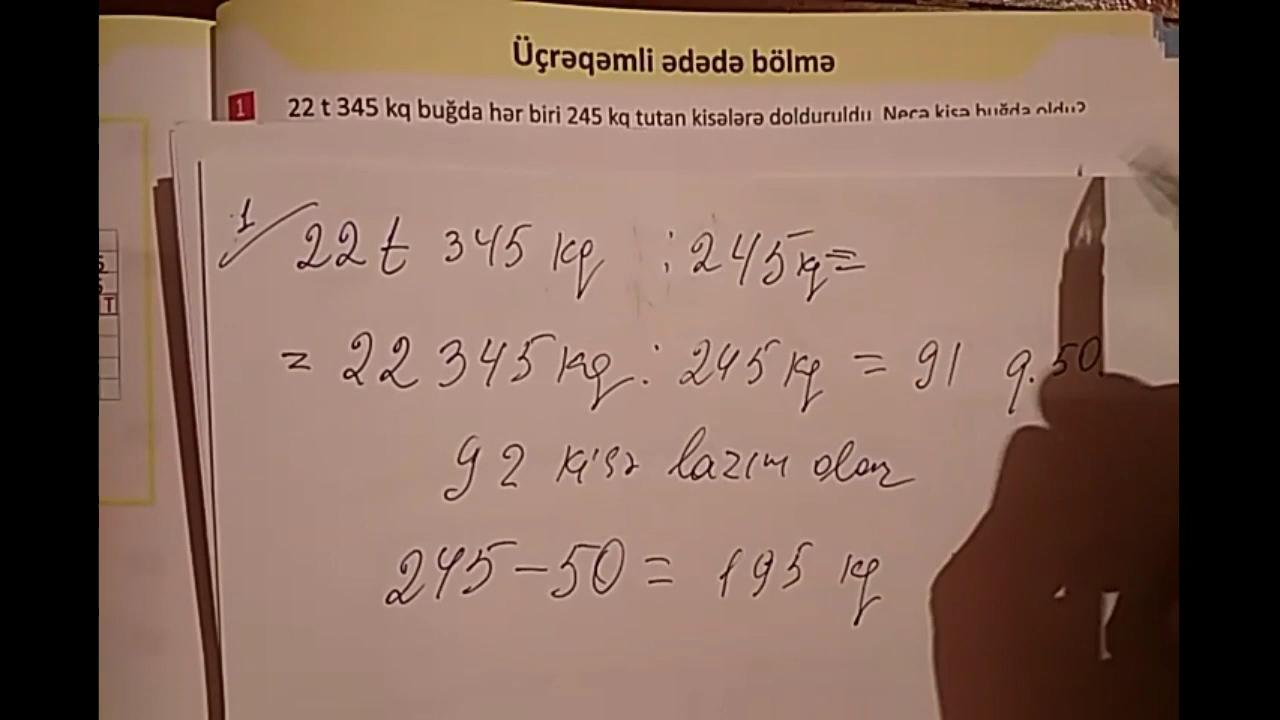 Üçrəqəmli ədədə bölmə
1 22 t 345 kq buğda hər biri 245 kq tutan kisələrə dolduruldu. Neçə kisə buğda oldu?
1/ 22 t 345 kq : 245 kq =
= 22 345 kq : 245 kq = 91 q. 50
92 kisə lazım olar
245 - 50 = 195 kq
T